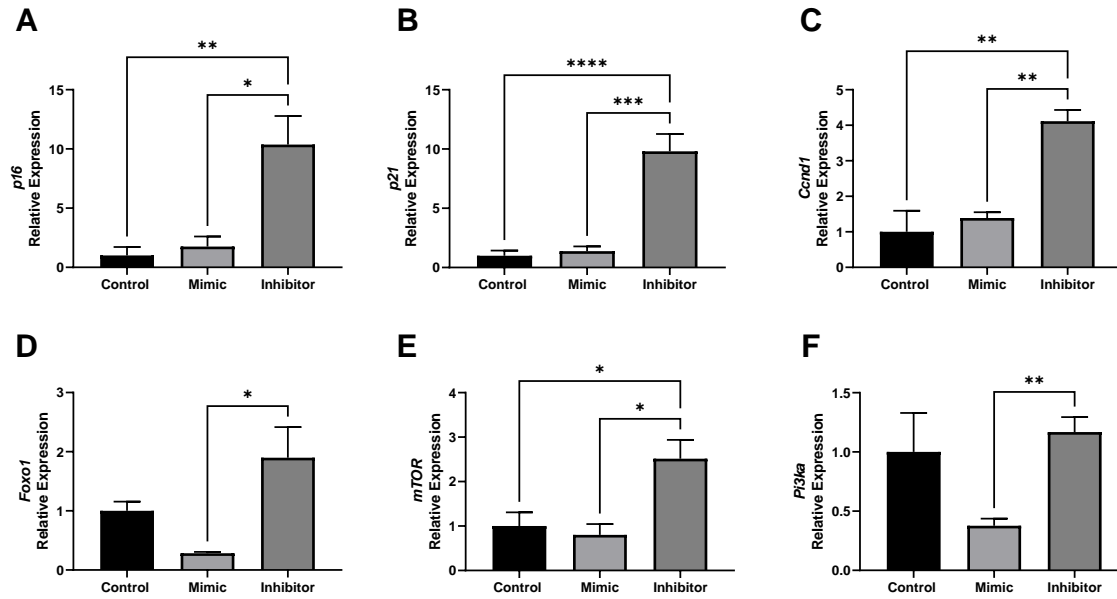 A
**
*
15
10
5
0
p16
Relative Expression
Control Mimic Inhibitor
B
****
***
15
10
5
0
p21
Relative Expression
Control Mimic Inhibitor
C
**
**
5
4
3
2
1
0
Ccnd1
Relative Expression
Control Mimic Inhibitor
D
*
3
2
1
0
Foxo1
Relative Expression
Control Mimic Inhibitor
E
*
*
4
3
2
1
0
mTOR
Relative Expression
Control Mimic Inhibitor
F
**
1.5
1.0
0.5
0.0
Pi3ka
Relative Expression
Control Mimic Inhibitor